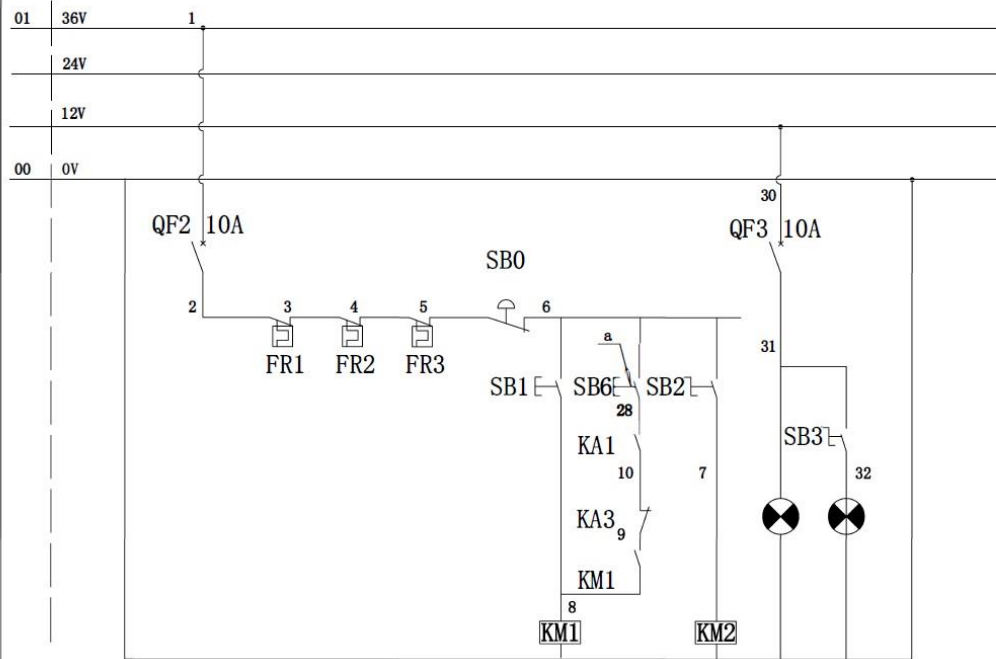 01 36V 1
24V
12V
00 0V
30
QF2 10A
QF3 10A
SB0
2 3 4 5 6
FR1 FR2 FR3
a
31
SB1 SB6 SB2
28
SB3
KA1
10 7 32
KA3
9
KM1
8
KM1 KM2